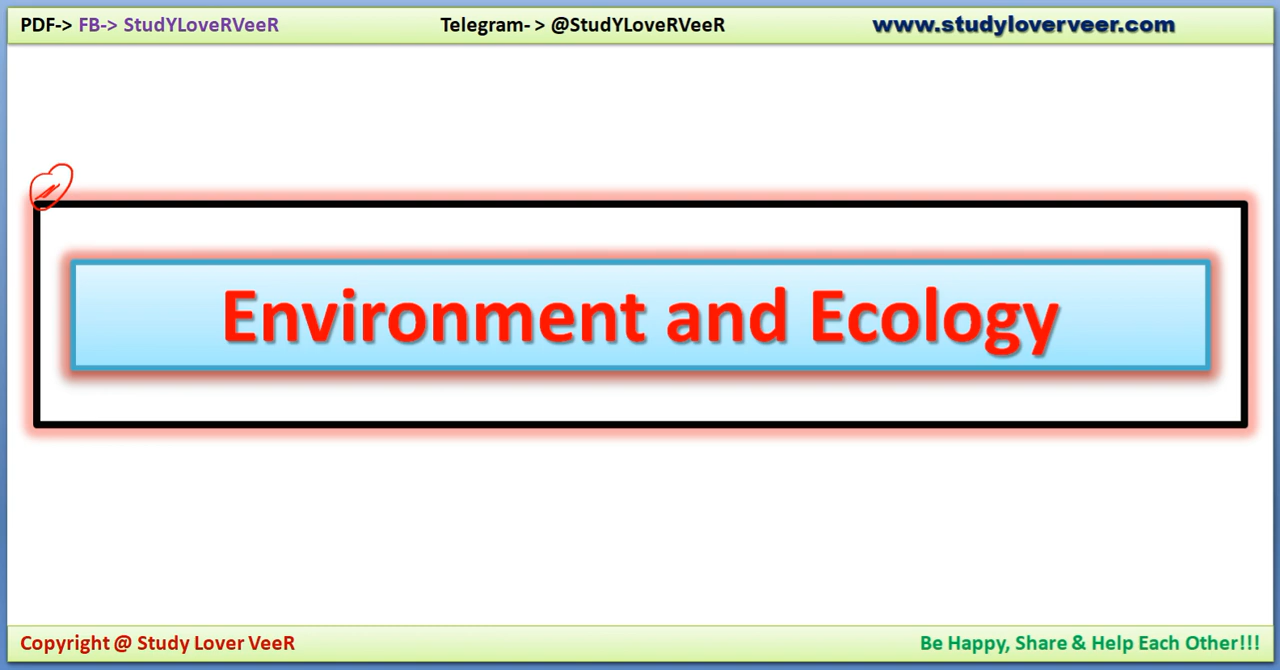 PDF-> FB-> StudYLoveRVeeR Telegram- > @StudYLoveRVeeR www.studyloverveer.com
Environment and Ecology
Copyright @ Study Lover VeeR Be Happy, Share & Help Each Other!!!